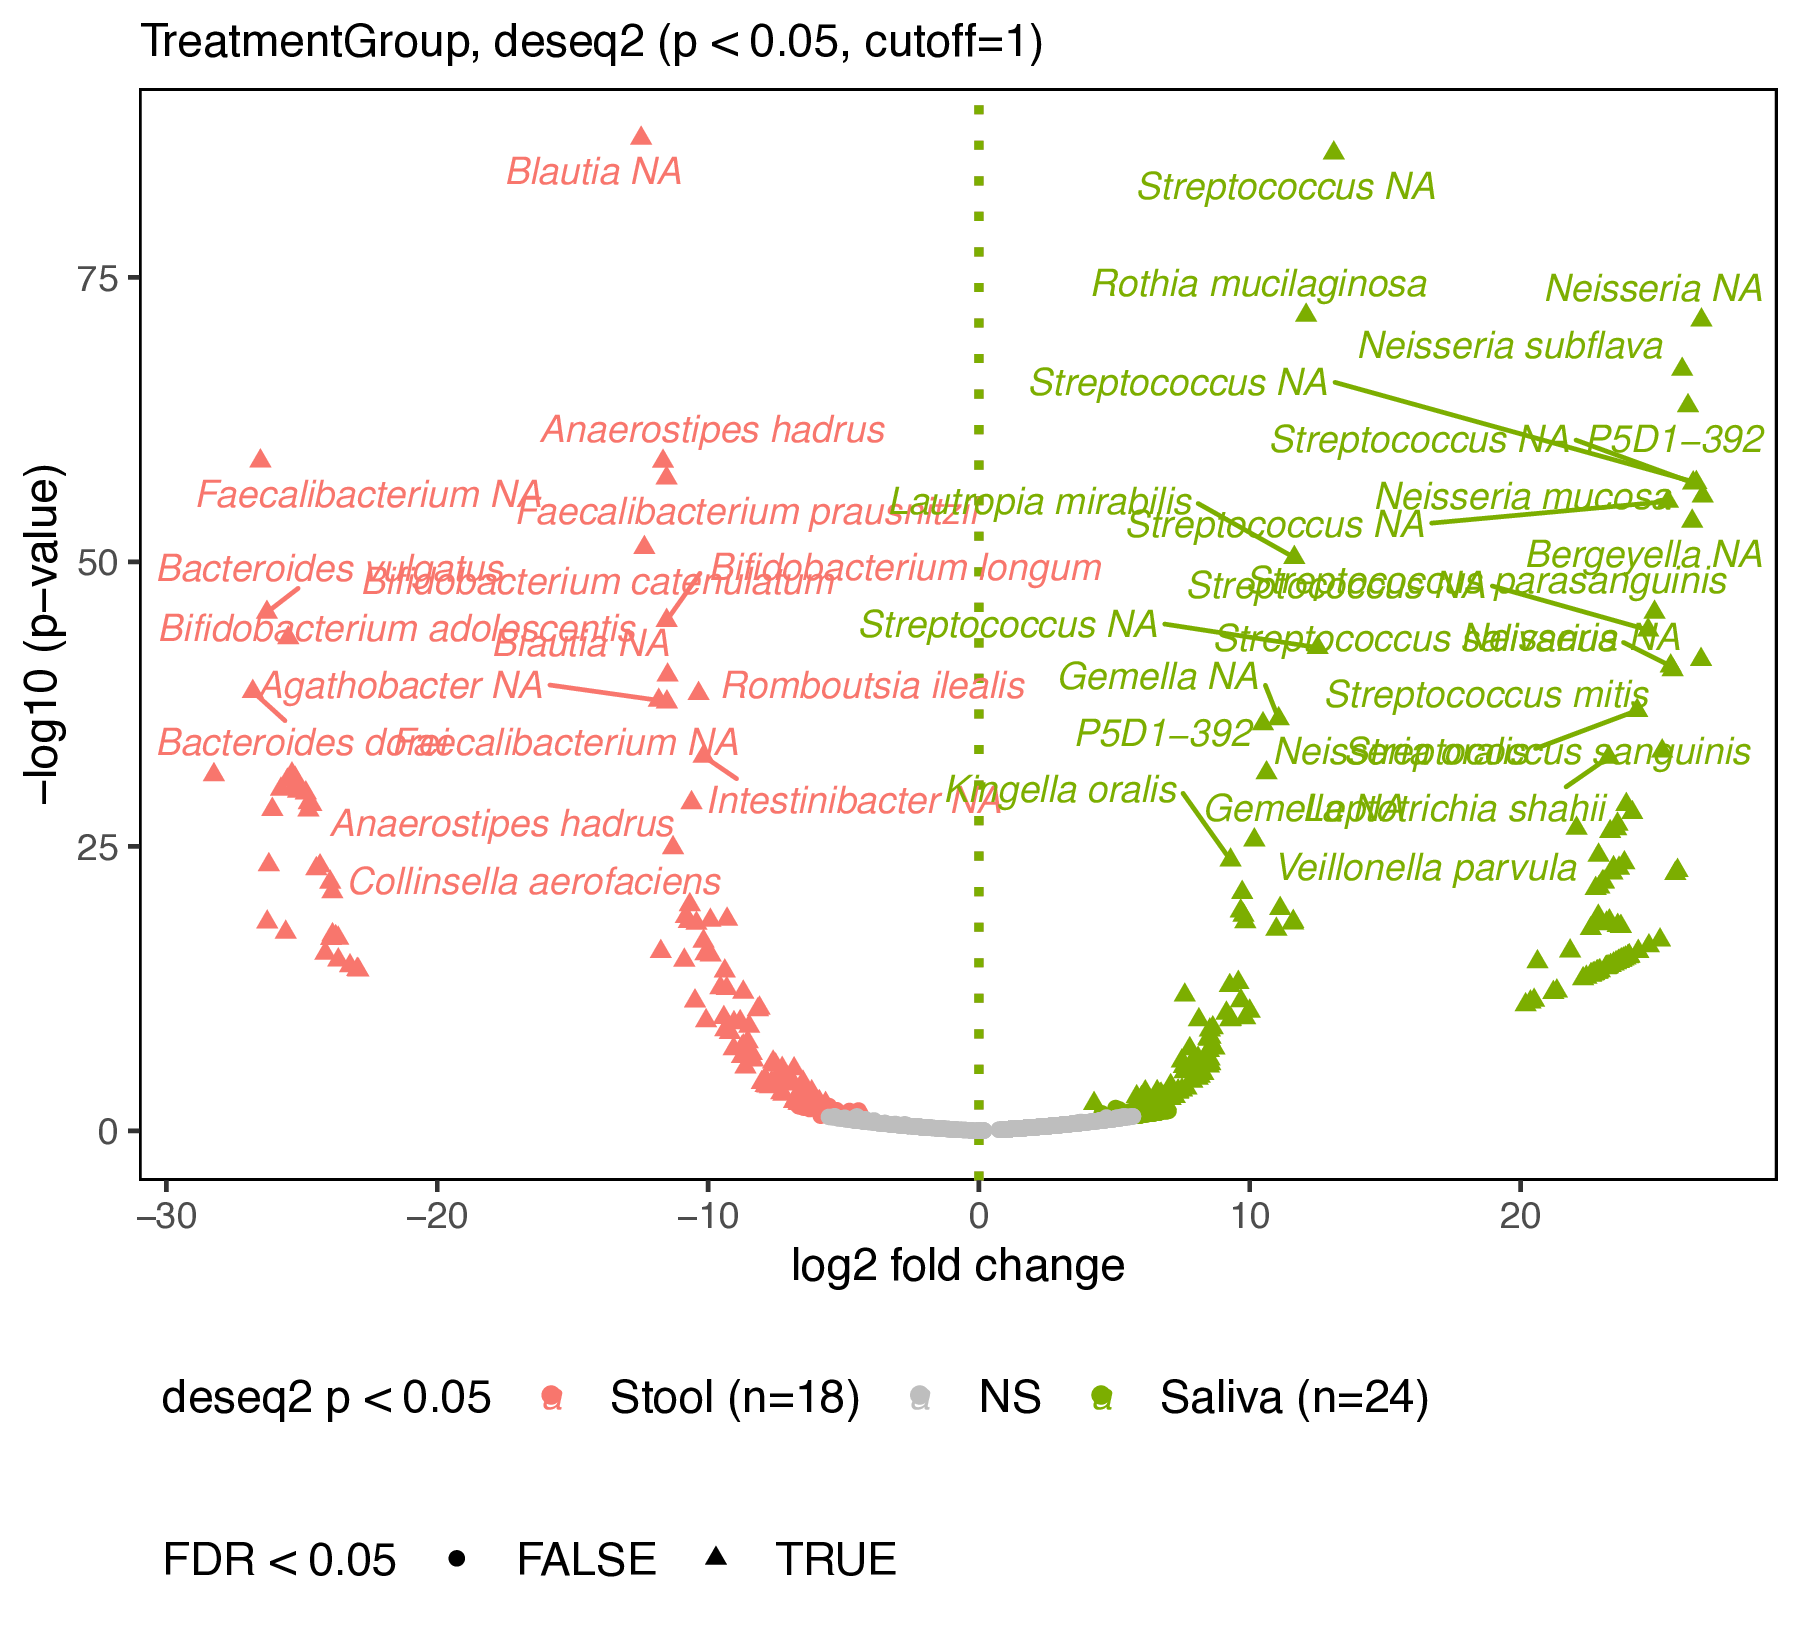 TreatmentGroup, deseq2 (p < 0.05, cutoff=1)
Blautia NA
Streptococcus NA
75
Rothia mucilaginosa
Neisseria NA
Neisseria subflava
Streptococcus NA
Anaerostipes hadrus
Streptococcus NA
P5D1−392
Faecalibacterium NA
Faecalibacterium prausnitzii
Lautropia mirabilis
Neisseria mucosa
Streptococcus NA
50
Bergeyella NA
Bacteroides vulgatus
Bifidobacterium catenulatum
Bifidobacterium longum
Streptococcus NA
Streptococcus parasanguinis
Bifidobacterium adolescentis
Blautia NA
Streptococcus NA
Streptococcus salivarius
Neisseria NA
Agathobacter NA
Romboutsia ilealis
Gemella NA
Streptococcus mitis
Bacteroides dorei
Faecalibacterium NA
P5D1−392
Neisseria oralis
Streptococcus sanguinis
Intestinibacter NA
Kingella oralis
Gemella NA
Leptotrichia shahii
Anaerostipes hadrus
25
Collinsella aerofaciens
Veillonella parvula
0
−log10 (p−value)
−30 −20 −10 0 10 20
log2 fold change
deseq2 p < 0.05 a Stool (n=18) a NS a Saliva (n=24)
FDR < 0.05 FALSE TRUE